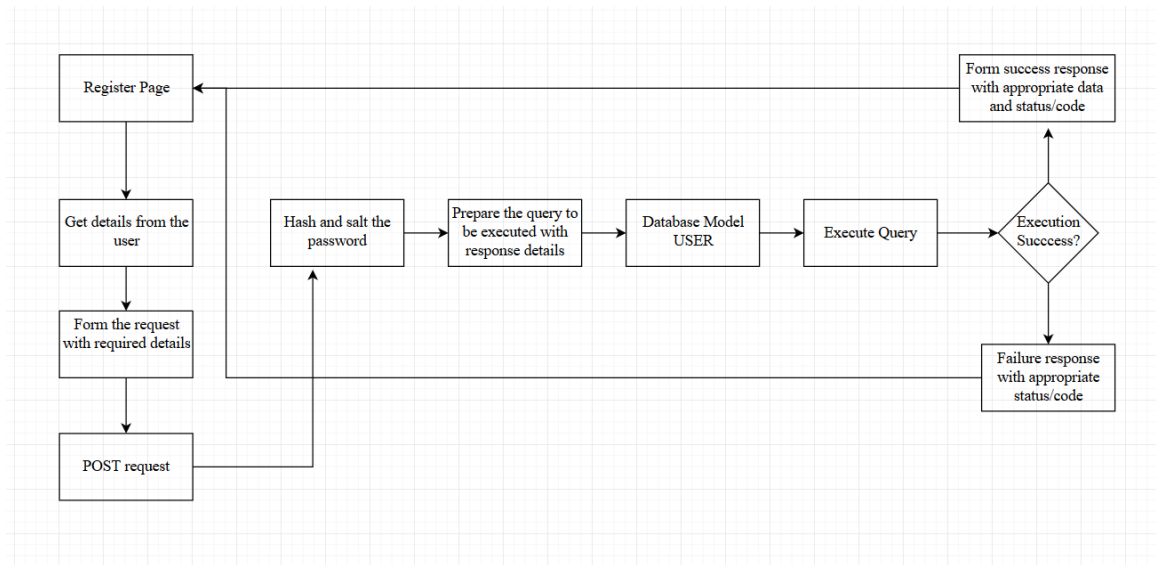 Register Page
Get details from the
user
Form the request
with required details
POST request
Hash and salt the
password
Prepare the query to
be executed with
response details
Database Model
USER
Execute Query
Execution
Succcess?
Form success response
with appropriate data
and status/code
Failure response
with appropriate
status/code